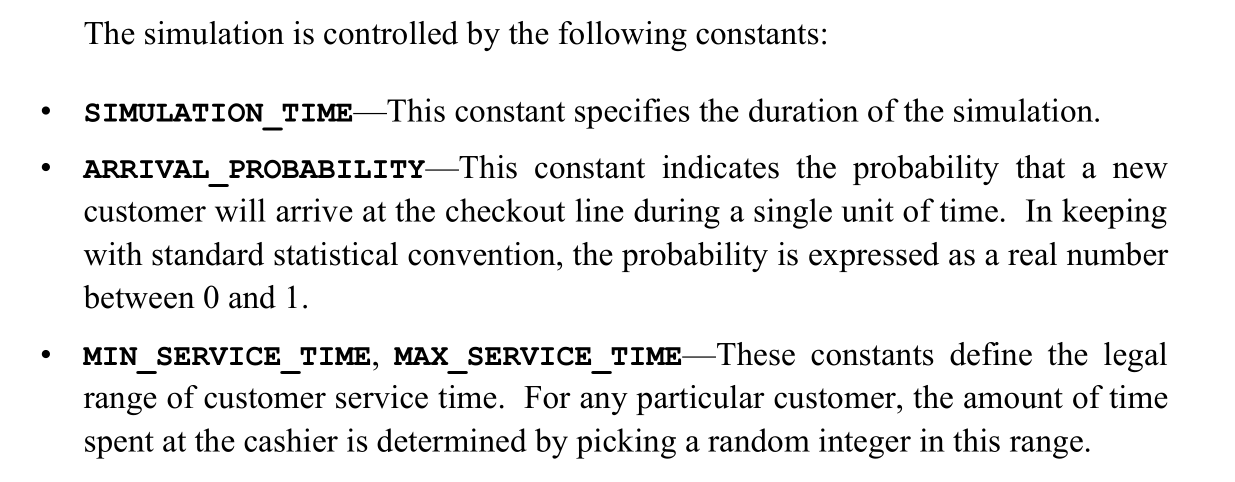 The simulation is controlled by the following constants:
• SIMULATION_TIME—This constant specifies the duration of the simulation.
• ARRIVAL_PROBABILITY—This constant indicates the probability that a new
customer will arrive at the checkout line during a single unit of time. In keeping
with standard statistical convention, the probability is expressed as a real number
between 0 and 1.
• MIN_SERVICE_TIME, MAX_SERVICE_TIME—These constants define the legal
range of customer service time. For any particular customer, the amount of time
spent at the cashier is determined by picking a random integer in this range.